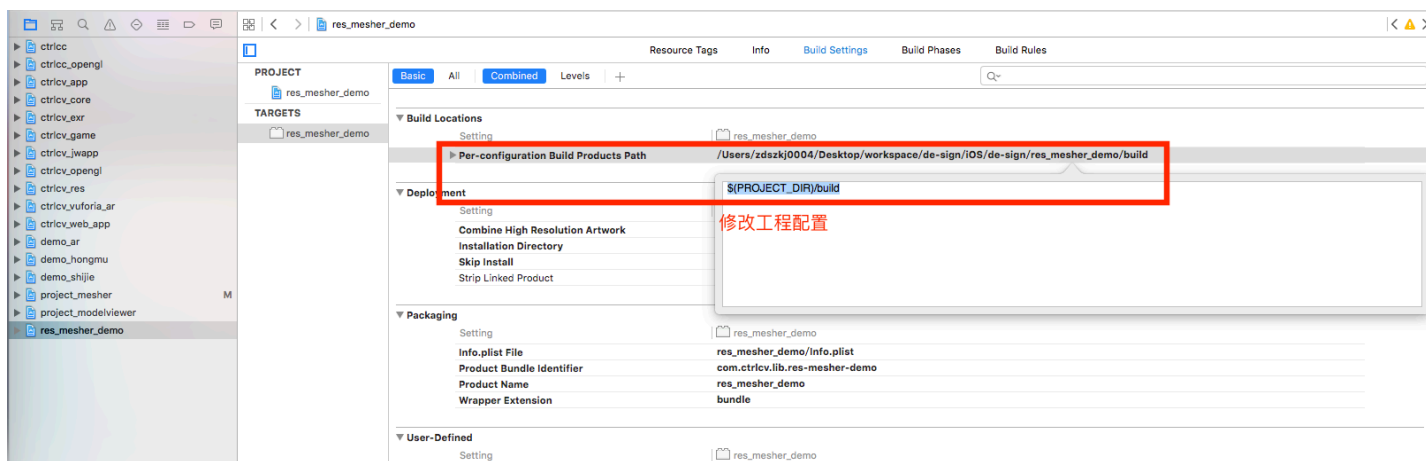 res_mesher_demo
Resource Tags Info Build Settings Build Phases Build Rules
ctrlcc
ctrlcc_opengl
ctrlcv_app
ctrlcv_core
ctrlcv_exr
ctrlcv_game
ctrlcv_jwapp
ctrlcv_opengl
ctrlcv_res
ctrlcv_vuforia_ar
ctrlcv_web_app
demo_ar
demo_hongmu
demo_shijie
project_mesher M
project_modelviewer
res_mesher_demo
PROJECT
res_mesher_demo
TARGETS
res_mesher_demo
Basic All Combined Levels +
Build Locations
Setting res_mesher_demo
Per-configuration Build Products Path /Users/zdszkj0004/Desktop/workspace/de-sign/iOS/de-sign/res_mesher_demo/build
$(PROJECT_DIR)/build
修改工程配置
Deployment
Setting
Combine High Resolution Artwork
Installation Directory
Skip Install
Strip Linked Product
Packaging
Setting res_mesher_demo
Info.plist File res_mesher_demo/Info.plist
Product Bundle Identifier com.ctrlcv.lib.res-mesher-demo
Product Name res_mesher_demo
Wrapper Extension bundle
User-Defined
Setting res_mesher_demo